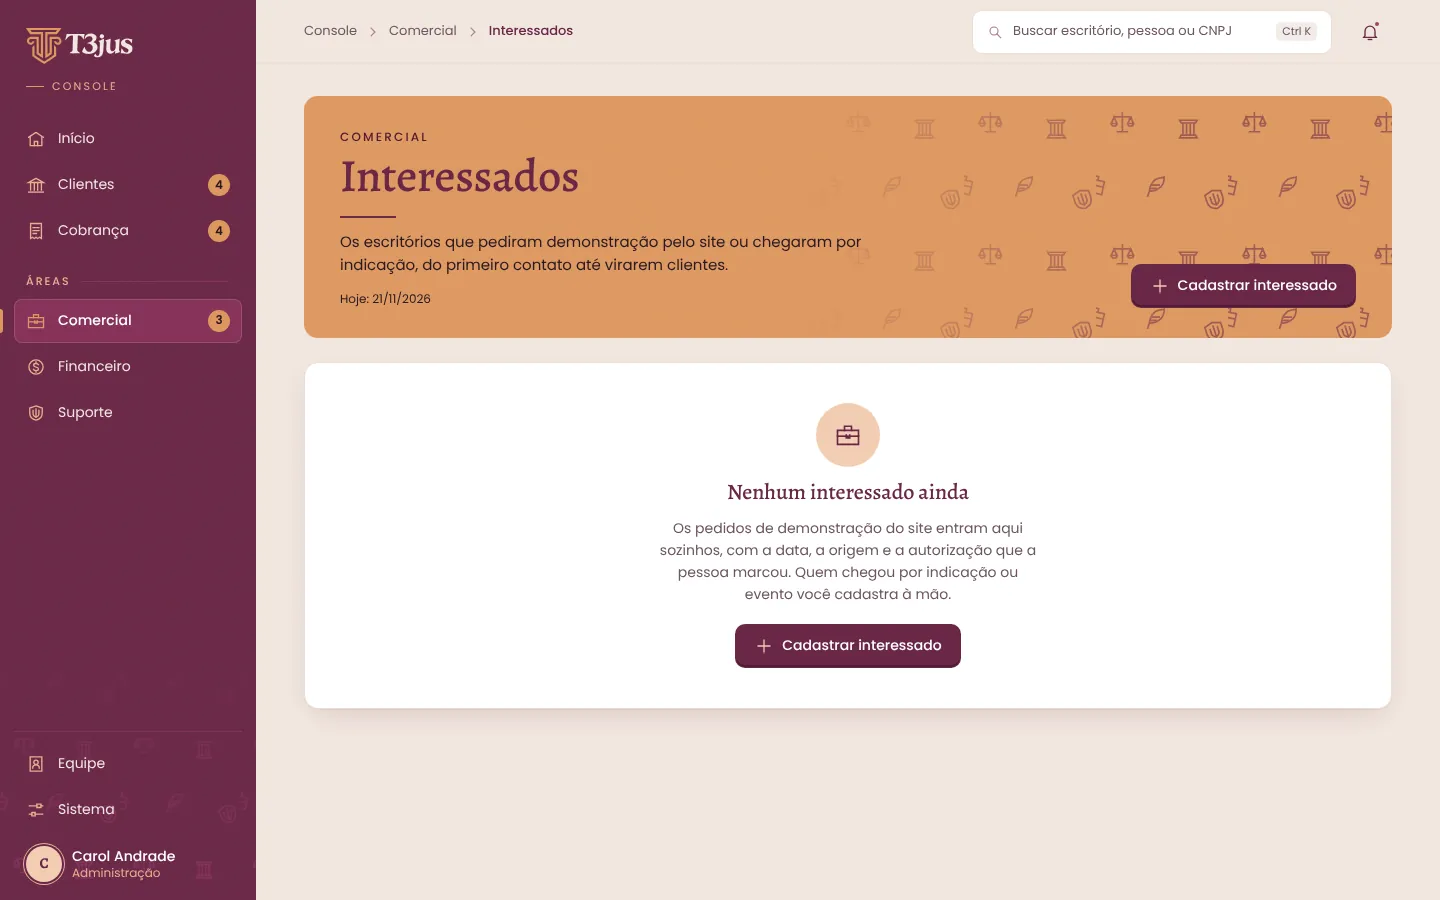 T3jus
CONSOLE
Início
Clientes 4
Cobrança 4
ÁREAS
Comercial 3
Financeiro
Suporte
Equipe
Sistema
C
Carol Andrade
Administração
Console > Comercial > Interessados
Buscar escritório, pessoa ou CNPJ Ctrl K
COMERCIAL
Interessados
Os escritórios que pediram demonstração pelo site ou chegaram por
indicação, do primeiro contato até virarem clientes.
Hoje: 21/11/2026
Cadastrar interessado
Nenhum interessado ainda
Os pedidos de demonstração do site entram aqui
sozinhos, com a data, a origem e a autorização que a
pessoa marcou. Quem chegou por indicação ou
evento você cadastra à mão.
Cadastrar interessado